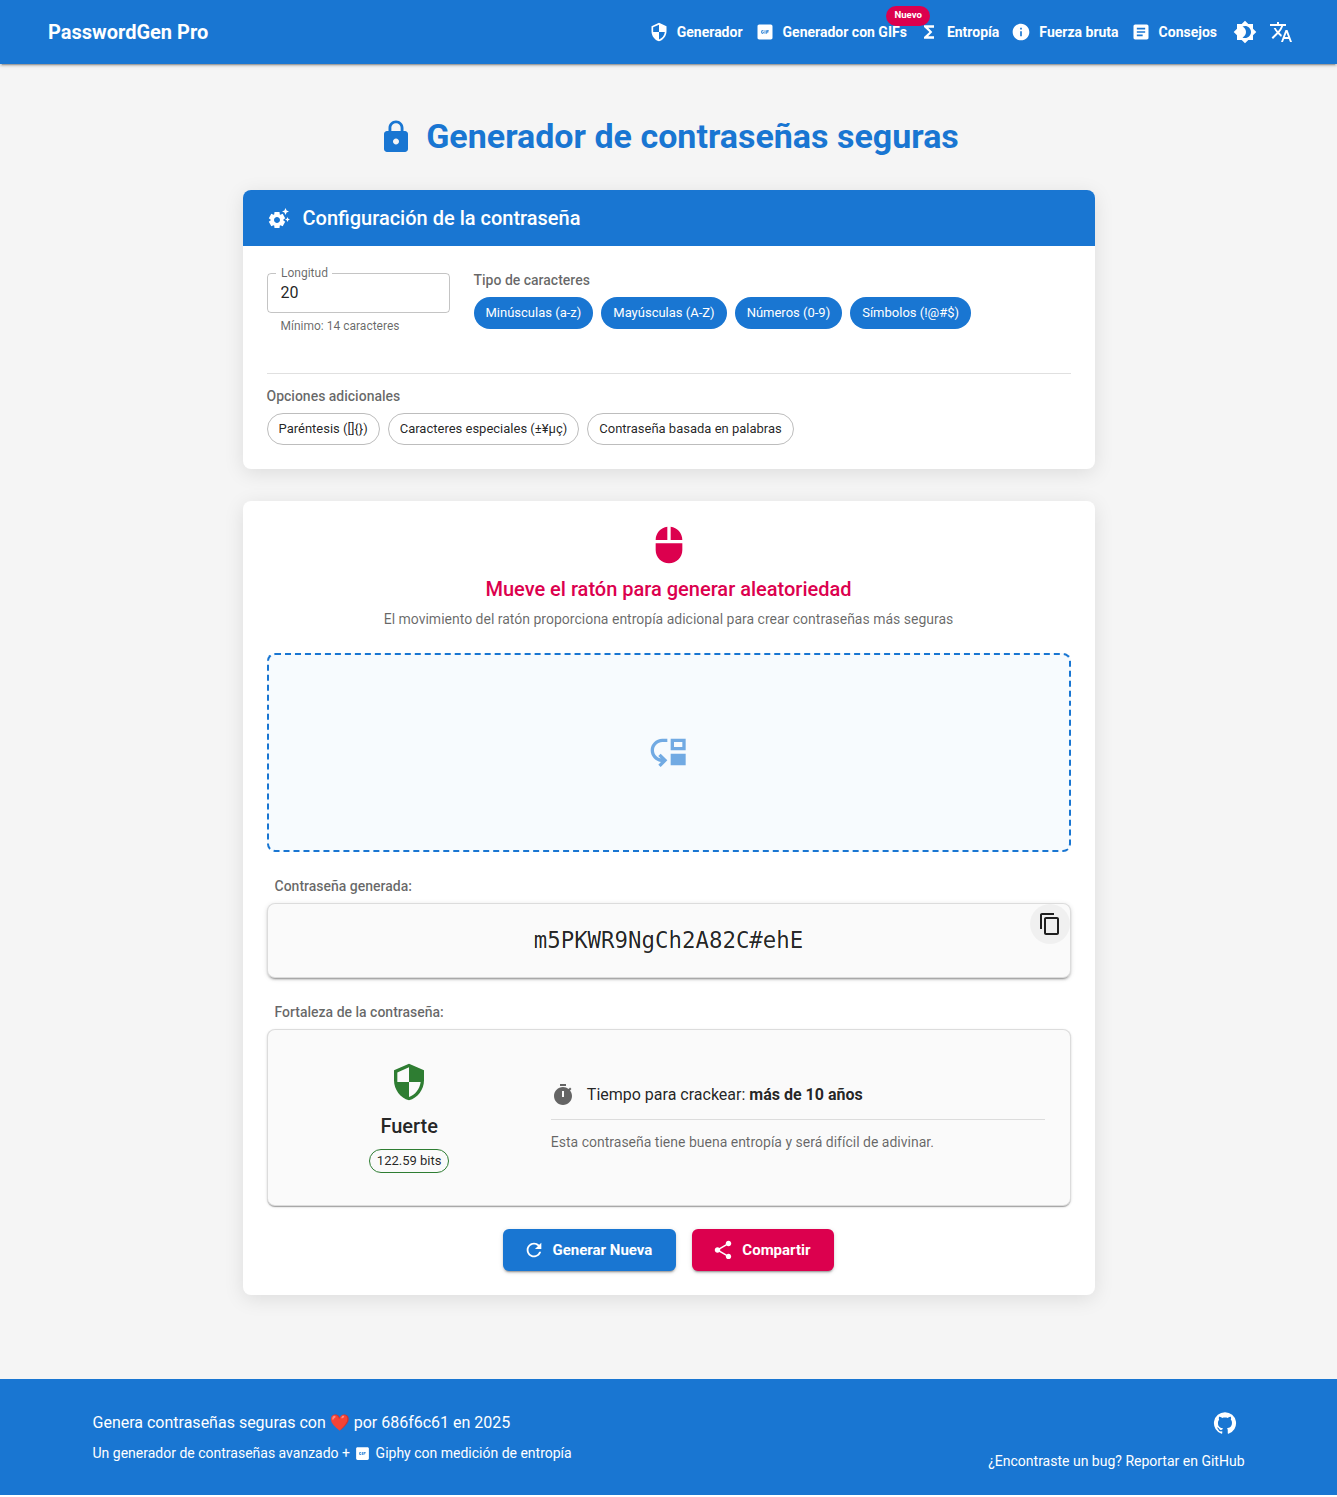 PasswordGen Pro
Generador
GIF
Generador con GIFs
Nuevo
Entropía
Fuerza bruta
Consejos
Generador de contraseñas seguras
Configuración de la contraseña
Longitud
20
Mínimo: 14 caracteres
Tipo de caracteres
Minúsculas (a-z)
Mayúsculas (A-Z)
Números (0-9)
Símbolos (!@#$)
Opciones adicionales
Paréntesis ([]{})
Caracteres especiales (±¥µç)
Contraseña basada en palabras
Mueve el ratón para generar aleatoriedad
El movimiento del ratón proporciona entropía adicional para crear contraseñas más seguras
Contraseña generada:
m5PKWR9NgCh2A82C#ehE
Fortaleza de la contraseña:
Fuerte
122.59 bits
Tiempo para crackear: más de 10 años
Esta contraseña tiene buena entropía y será difícil de adivinar.
Generar Nueva
Compartir
Genera contraseñas seguras con ❤️ por 686f6c61 en 2025
Un generador de contraseñas avanzado + GIF Giphy con medición de entropía
¿Encontraste un bug? Reportar en GitHub